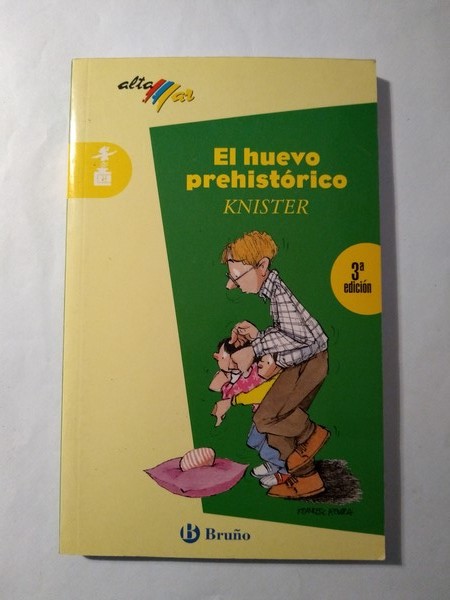 alta
mar
El huevo
prehistórico
KNISTER
3ª
edición
Bruño